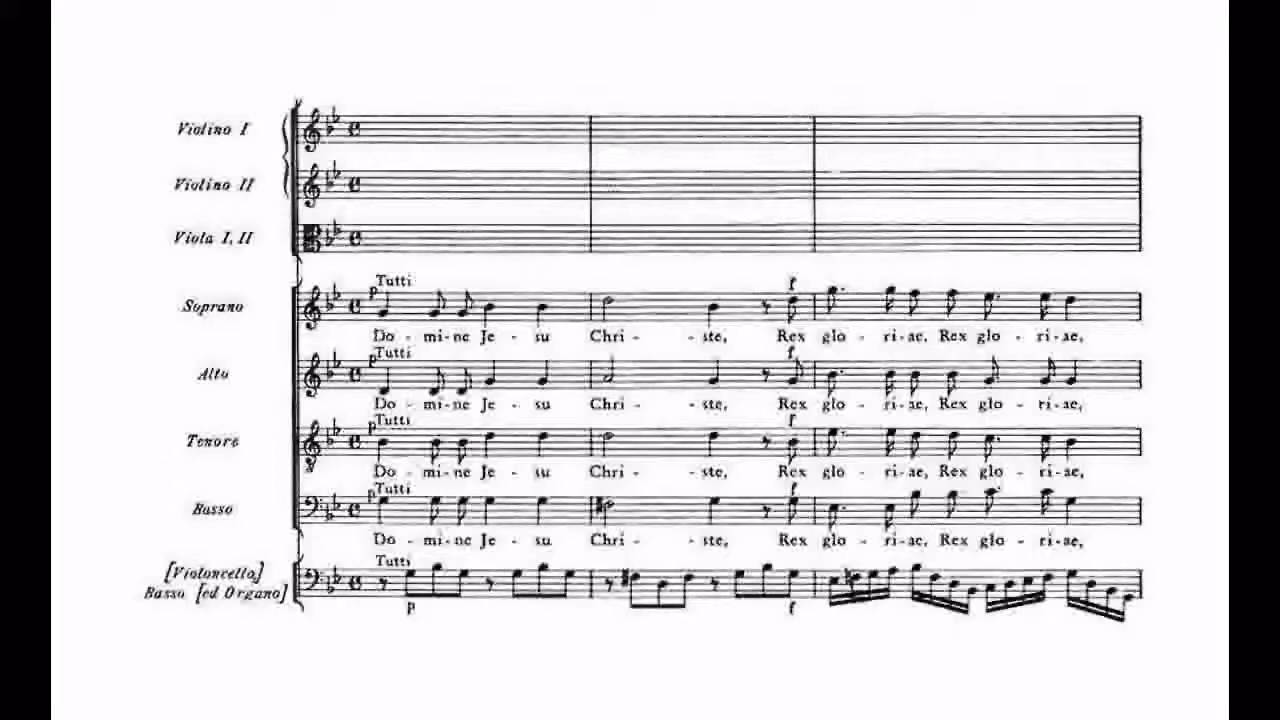 Violino I
Violino II
Viola I, II
Tutti
p f
Soprano
Do - mi-ne Je - su Chri - - ste, Rex glo - ri-ae, Rex glo - ri-ae,
Tutti
p f
Alto
Do - mi-ne Je - su Chri - - ste, Rex glo - ri-ae, Rex glo - ri-ae,
Tutti
p f
Tenore
Do - mi-ne Je - su Chri - - ste, Rex glo - ri-ae, Rex glo - ri-ae,
Tutti
p f
Basso
Do - mi-ne Je - su Chri - - ste, Rex glo - ri-ae, Rex glo - ri-ae,
Tutti
[Violoncello]
Basso [ed Organo]
p f